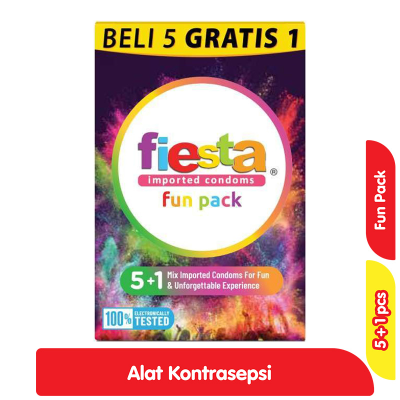 BELI 5 GRATIS 1
fiesta®
imported condoms
fun pack
5+1 Mix Imported Condoms For Fun
& Unforgettable Experience
100% ELECTRONICALLY
TESTED
Fun Pack
5+1pcs
Alat Kontrasepsi